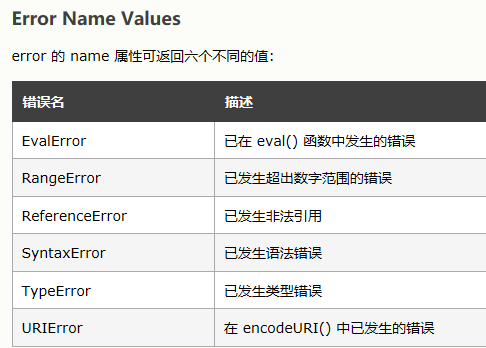 Error Name Values
error 的 name 属性可返回六个不同的值：
错误名 描述
EvalError 已在 eval() 函数中发生的错误
RangeError 已发生超出数字范围的错误
ReferenceError 已发生非法引用
SyntaxError 已发生语法错误
TypeError 已发生类型错误
URIError 在 encodeURI() 中已发生的错误